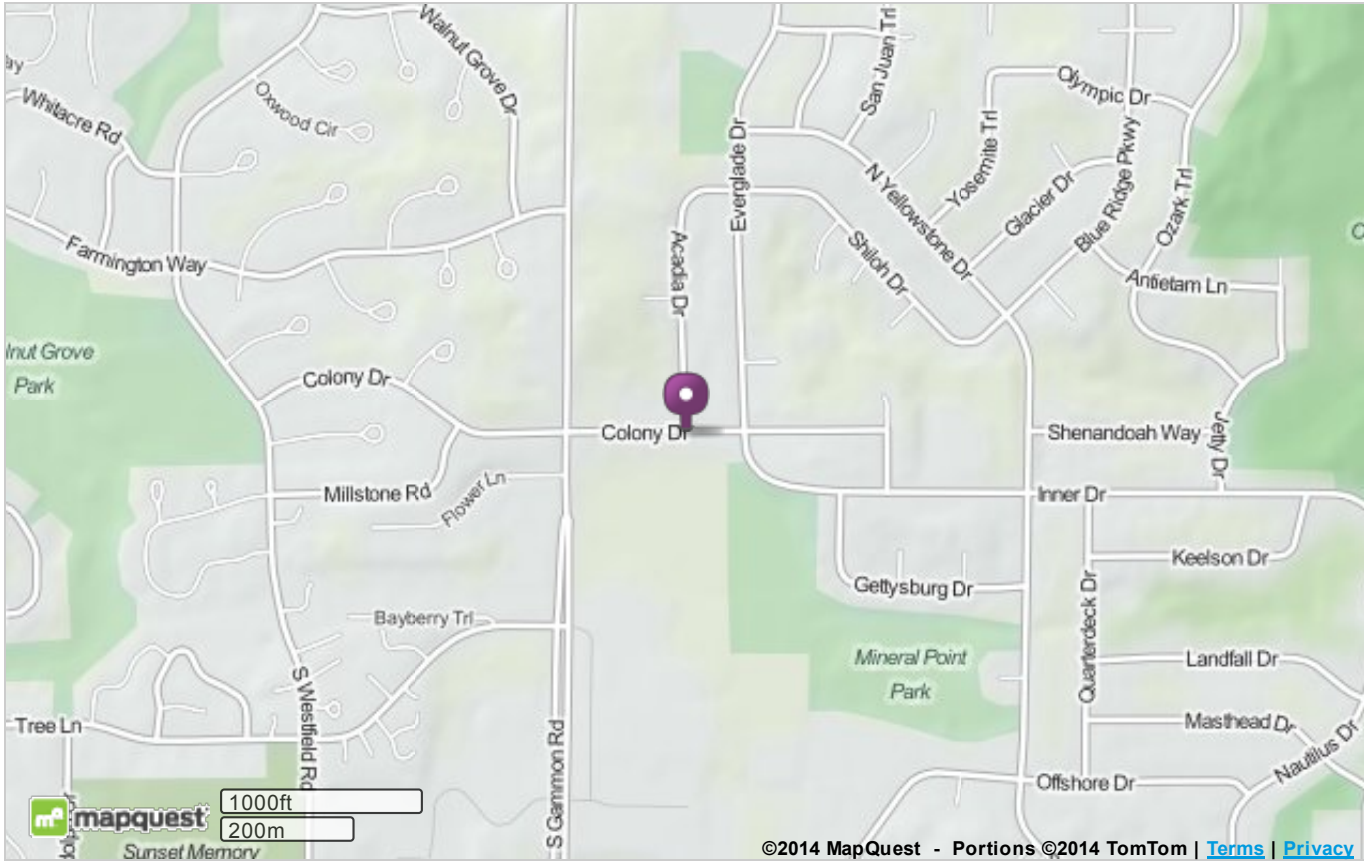 Walnut Grove Dr
San Juan Trl
ay
Whitacre Rd
Oxwood Cir
Olympic Dr
Everglade Dr
Yosemite Trl
Blue Ridge Pkwy
N Yellowstone Dr
Glacier Dr
Ozark Trl
Farmington Way
Acadia Dr
Shiloh Dr
Antietam Ln
C
lnut Grove
Park
Colony Dr
Colony Dr
Shenandoah Way
Jetty Dr
Millstone Rd
Flower Ln
Inner Dr
Keelson Dr
Gettysburg Dr
Quarterdeck Dr
Bayberry Trl
Mineral Point
Park
Landfall Dr
S Westfield Rd
Tree Ln
S Gammon Rd
Masthead Dr
Nautilus Dr
Offshore Dr
mapquest
1000ft
200m
Sunset Memory
©2014 MapQuest - Portions ©2014 TomTom | Terms | Privacy